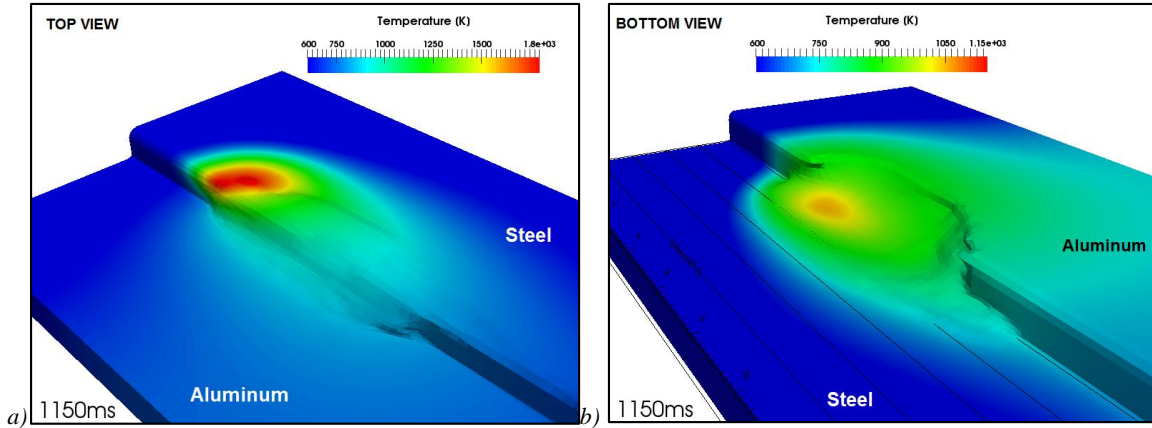 TOP VIEW
Temperature (K)
600 750 1000 1250 1500 1.8e+03
Steel
Aluminum
1150ms
a)
BOTTOM VIEW
Temperature (K)
600 750 900 1050 1.15e+03
Aluminum
Steel
1150ms
b)